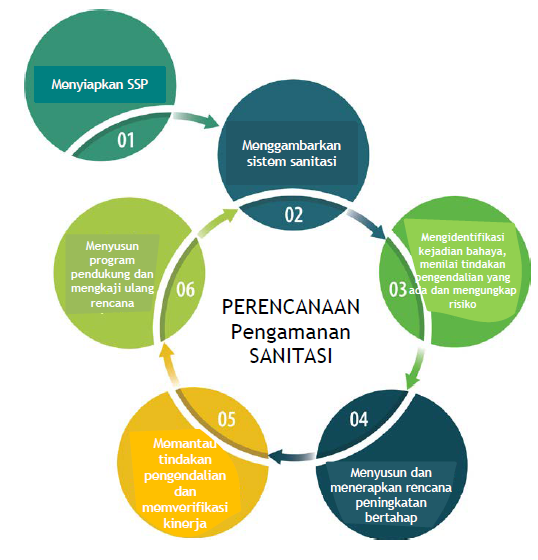 Menyiapkan SSP
01
Menggambarkan
sistem sanitasi
02
Mengidentifikasi
kejadian bahaya,
menilai tindakan
pengendalian yang
ada dan mengungkap
risiko
03
04
Menyusun dan
menerapkan rencana
peningkatan
bertahap
05
Memantau
tindakan
pengendalian
dan
memverifikasi
kinerja
Menyusun
program
pendukung dan
mengkaji ulang
rencana
06
PERENCANAAN
Pengamanan
SANITASI